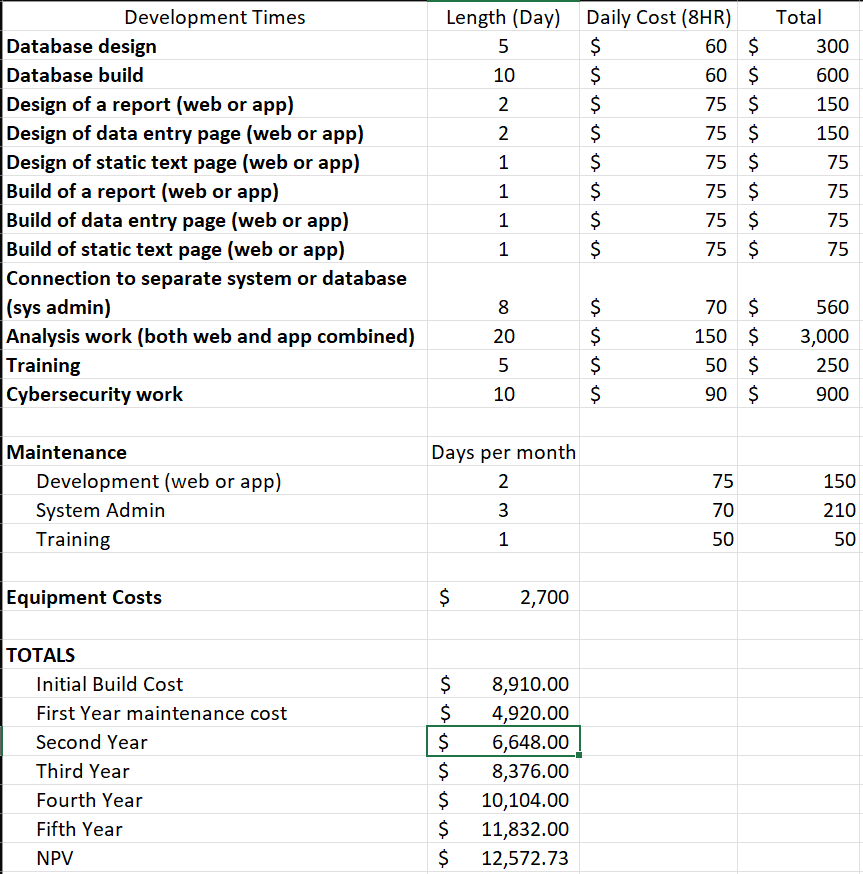 Development Times Length (Day) Daily Cost (8HR) Total
Database design 5 $ 60 $ 300
Database build 10 $ 60 $ 600
Design of a report (web or app) 2 $ 75 $ 150
Design of data entry page (web or app) 2 $ 75 $ 150
Design of static text page (web or app) 1 $ 75 $ 75
Build of a report (web or app) 1 $ 75 $ 75
Build of data entry page (web or app) 1 $ 75 $ 75
Build of static text page (web or app) 1 $ 75 $ 75
Connection to separate system or database
(sys admin) 8 $ 70 $ 560
Analysis work (both web and app combined) 20 $ 150 $ 3,000
Training 5 $ 50 $ 250
Cybersecurity work 10 $ 90 $ 900
Maintenance Days per month
Development (web or app) 2 75 150
System Admin 3 70 210
Training 1 50 50
Equipment Costs $ 2,700
TOTALS
Initial Build Cost $ 8,910.00
First Year maintenance cost $ 4,920.00
Second Year $ 6,648.00
Third Year $ 8,376.00
Fourth Year $ 10,104.00
Fifth Year $ 11,832.00
NPV $ 12,572.73